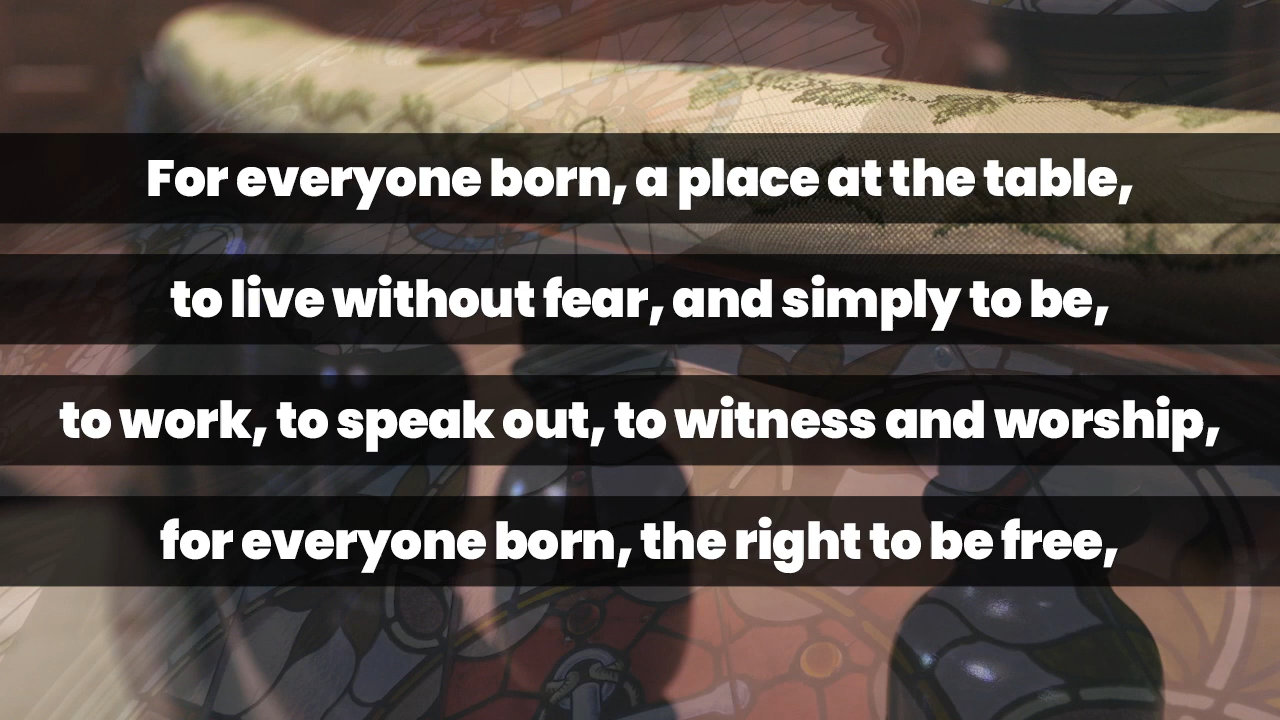 For everyone born, a place at the table,
to live without fear, and simply to be,
to work, to speak out, to witness and worship,
for everyone born, the right to be free,